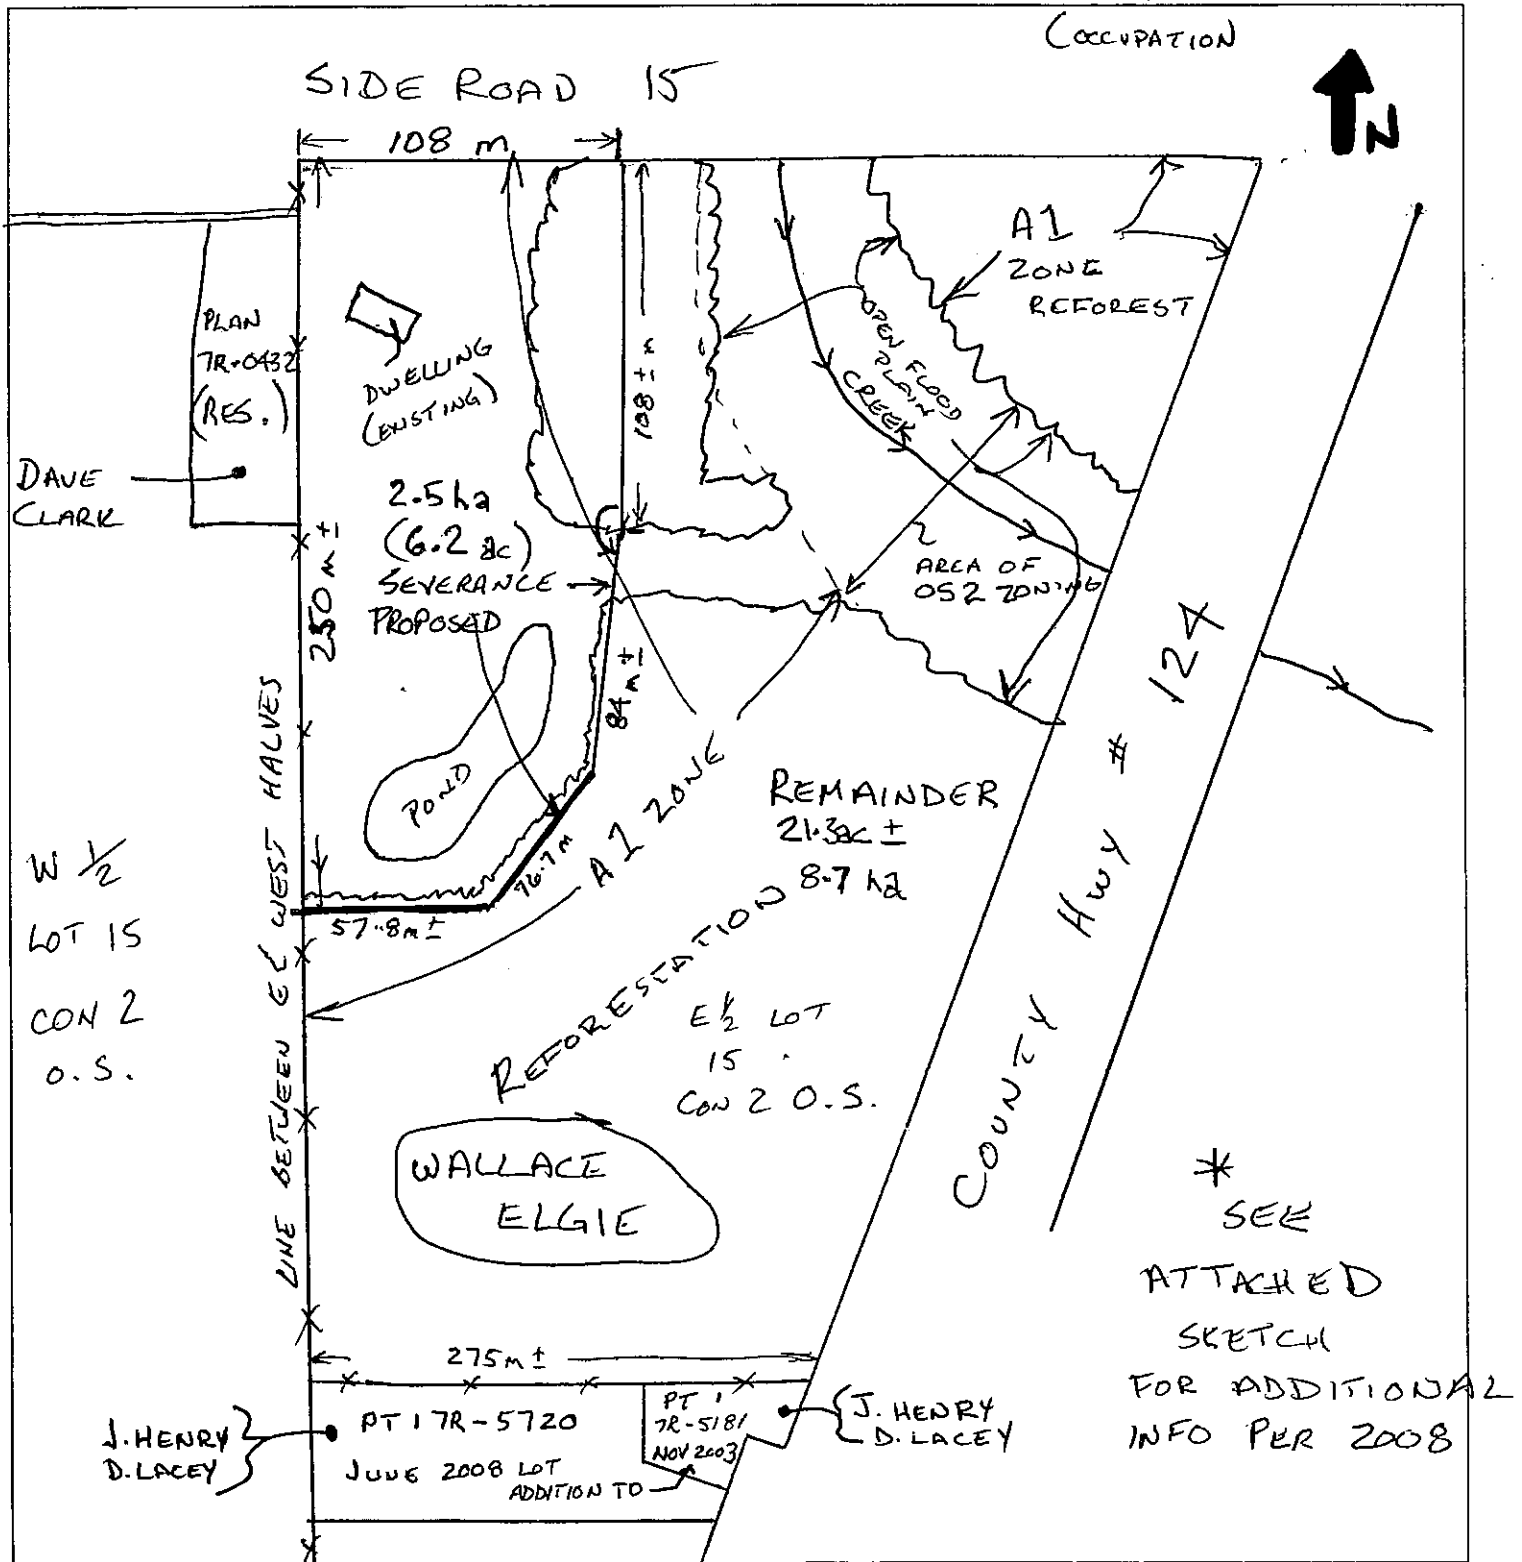 (OCCUPATION
SIDE ROAD 15
N
108 m
A1
ZONE
REFOREST
PLAN
7R-0432
(RES.)
DWELLING
(EXISTING)
108 ± m
OPEN FLOOD
PLAIN
CREEK
DAVE
CLARK
2.5 ha
(6.2 ac)
SEVERANCE
PROPOSED
250 m ±
AREA OF
OS2 ZONING
84 m ±
POND
76.7 m
57.8 m ±
A1 ZONE
REMAINDER
21.3 ac ±
8.7 ha
REFORESTATION
COUNTY HWY # 124
W 1/2
LOT 15
CON 2
O.S.
LINE BETWEEN E & WEST HALVES
E 1/2 LOT
15
CON 2 O.S.
WALLACE
ELGIE
*
SEE
ATTACHED
SKETCH
FOR ADDITIONAL
INFO PER 2008
275 m ±
J. HENRY
D. LACEY
PT 1 7R-5720
JUNE 2008 LOT
ADDITION TO
PT 1
7R-5181
NOV 2003
J. HENRY
D. LACEY